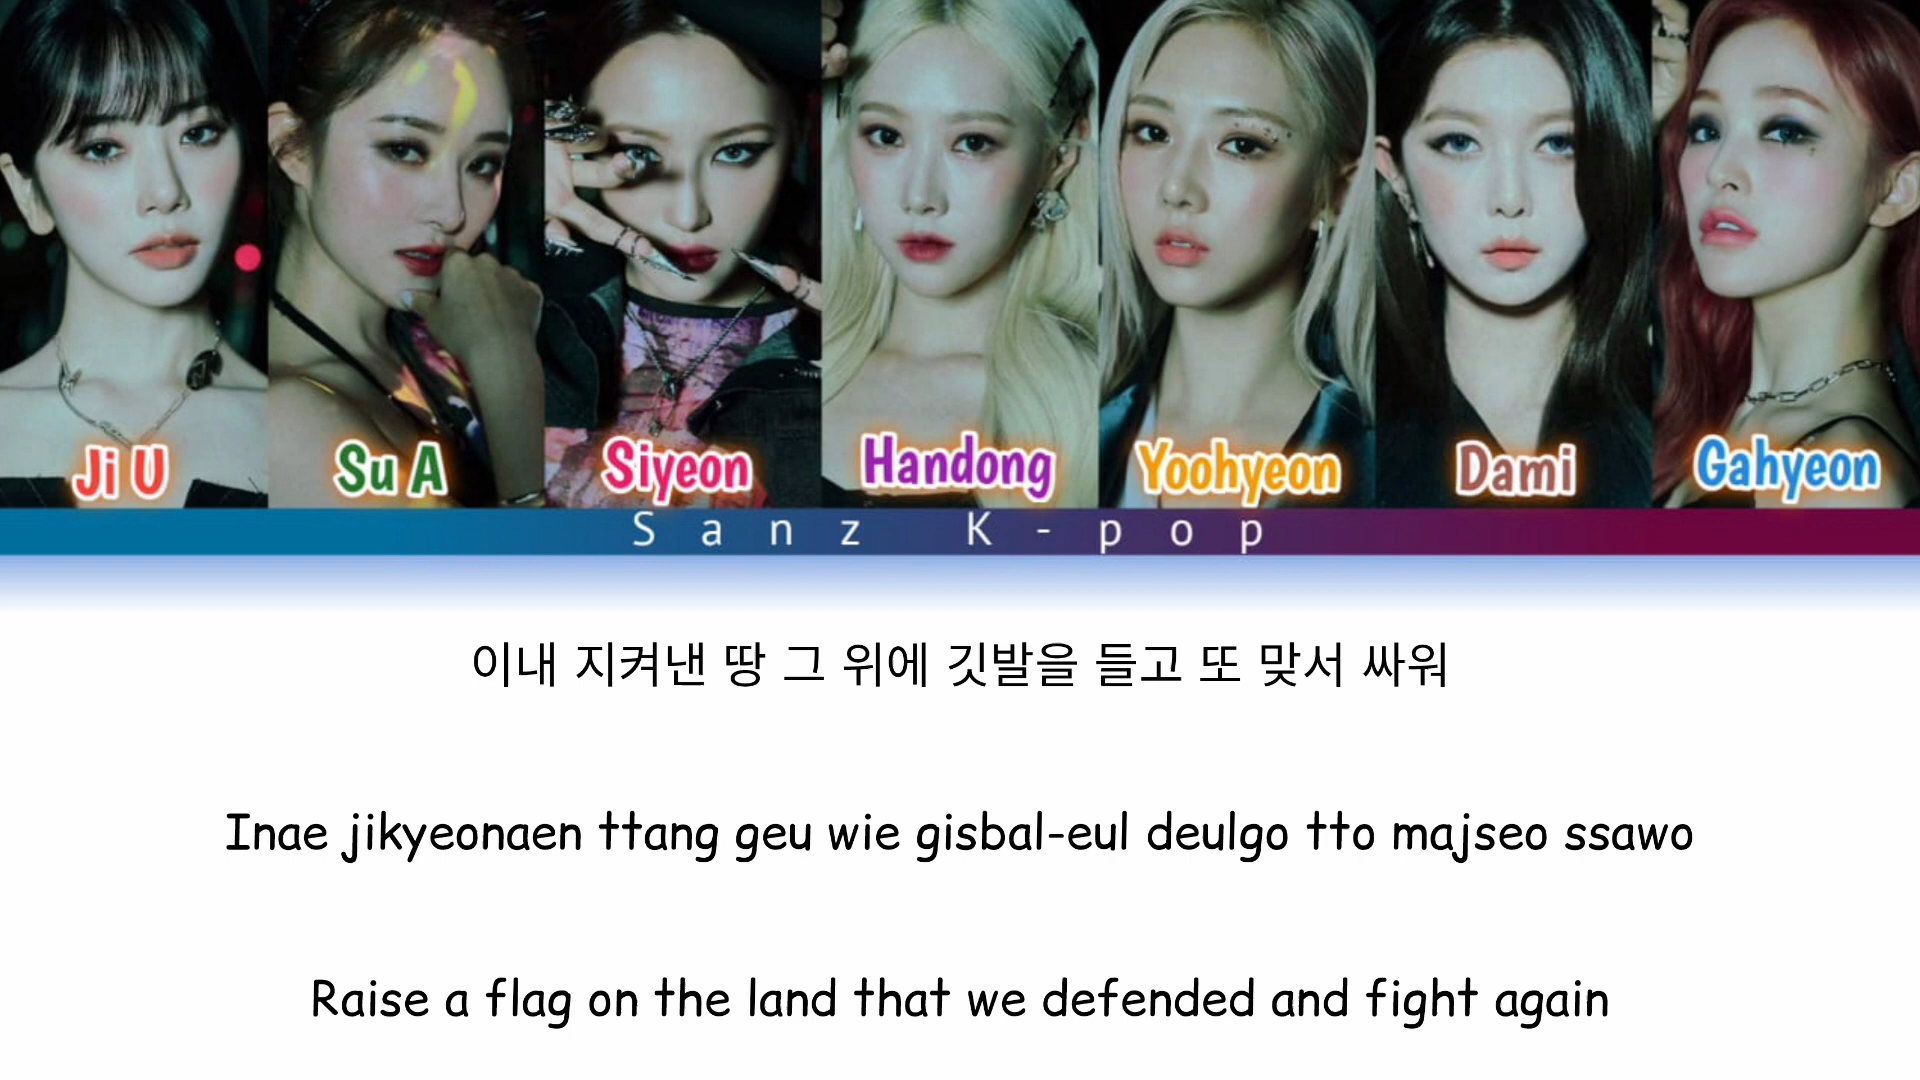 Ji U
Su A
Siyeon
Handong
Yoohyeon
Dami
Gahyeon
Sanz K-pop
이내 지켜낸 땅 그 위에 깃발을 들고 또 맞서 싸워
Inae jikyeonaen ttang geu wie gisbal-eul deulgo tto majseo ssawo
Raise a flag on the land that we defended and fight again